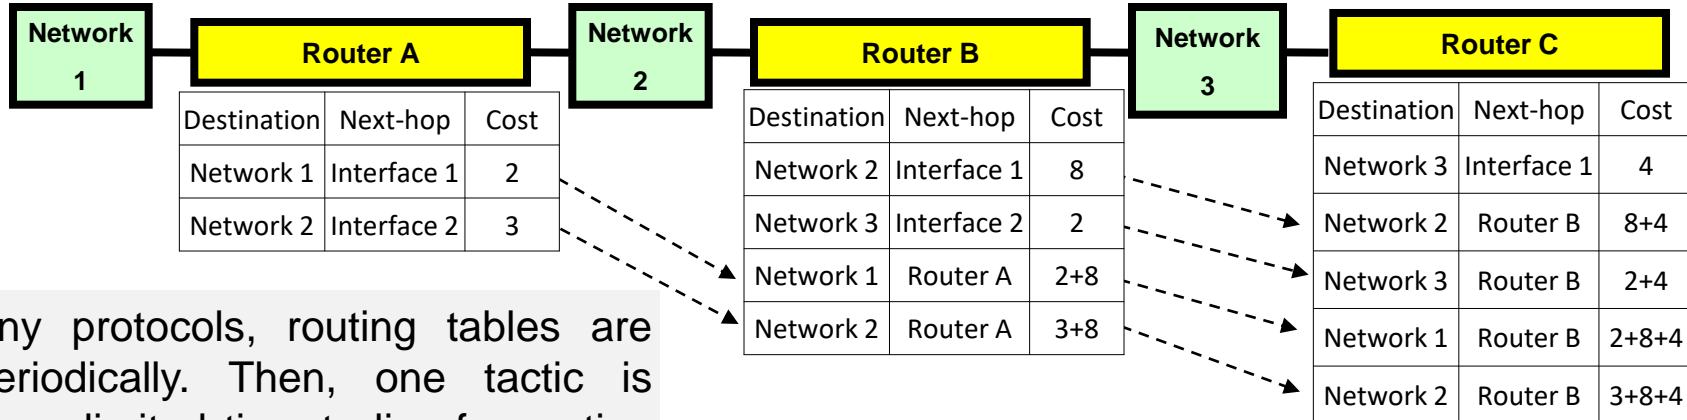 Network
1
Router A
Network
2
Router B
Network
3
Router C
Destination Next-hop Cost
Network 1 Interface 1 2
Network 2 Interface 2 3
Destination Next-hop Cost
Network 2 Interface 1 8
Network 3 Interface 2 2
Network 1 Router A 2+8
Network 2 Router A 3+8
Destination Next-hop Cost
Network 3 Interface 1 4
Network 2 Router B 8+4
Network 3 Router B 2+4
Network 1 Router B 2+8+4
Network 2 Router B 3+8+4
ny protocols, routing tables are
eriodically. Then, one tactic is